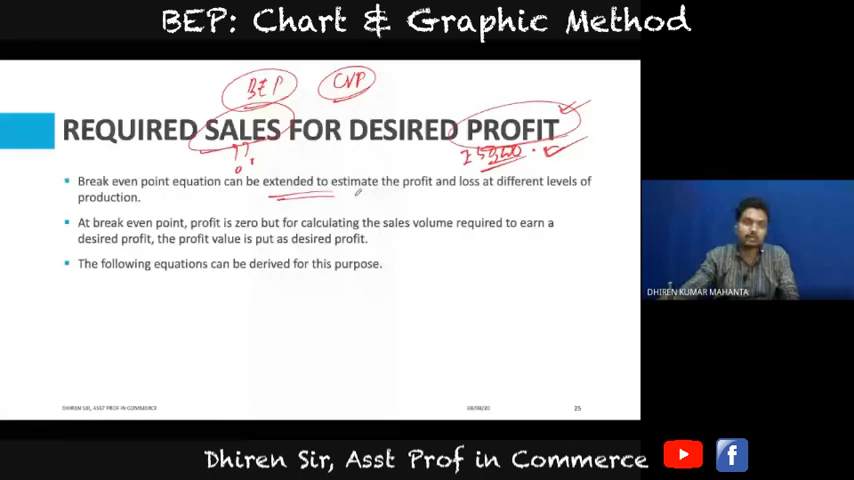 BEP: Chart & Graphic Method
BEP CVP
REQUIRED SALES FOR DESIRED PROFIT
Break even point equation can be extended to estimate the profit and loss at different levels of
production.
At break even point, profit is zero but for calculating the sales volume required to earn a
desired profit, the profit value is put as desired profit.
The following equations can be derived for this purpose.
DHIREN KUMAR MAHANTA
DHIREN SIR, ASST PROF IN COMMERCE 08/08/20 25
Dhiren Sir, Asst Prof in Commerce